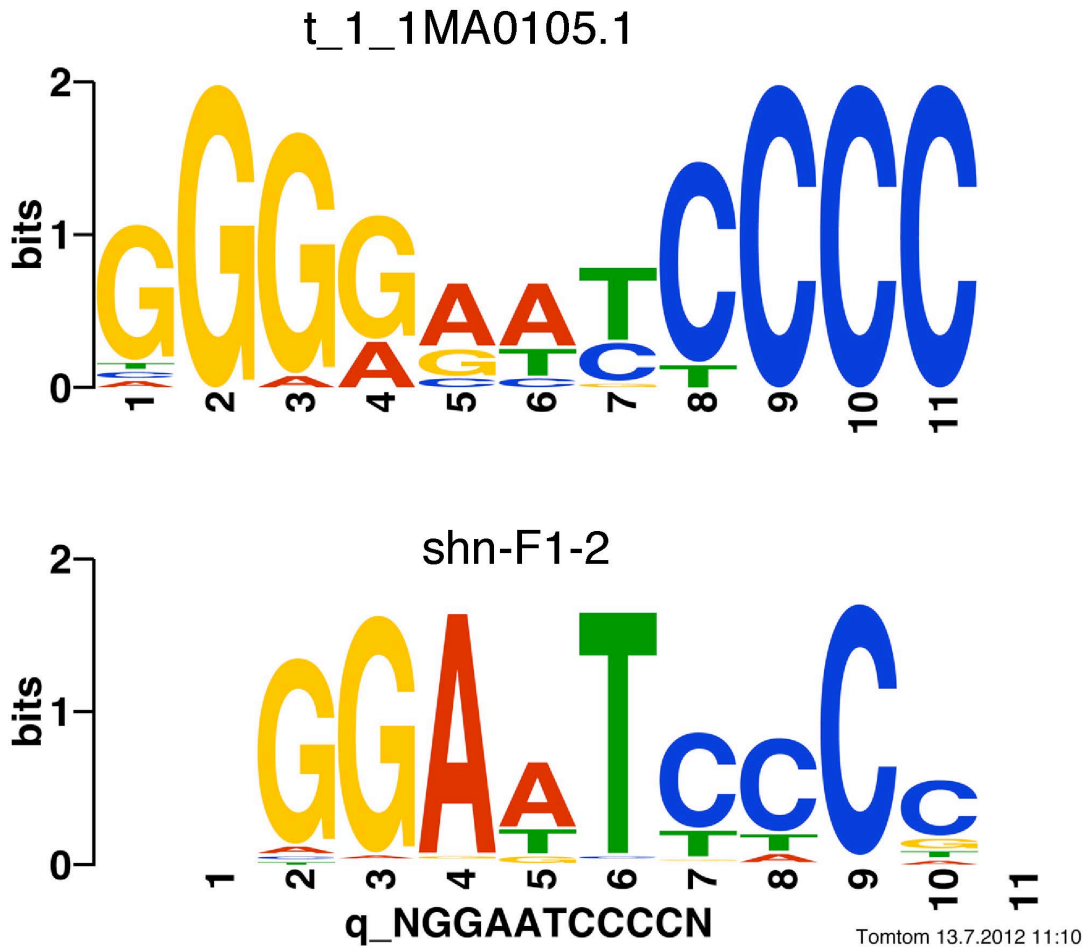 t_1_1MA0105.1
2
bits
1
0
G G G G A A T C C C C
T A A G T C T
C C C G
A
1 2 3 4 5 6 7 8 9 10 11
shn-F1-2
2
bits
1
0
G G A A T C C C C
A A G T C T T G
C G G A T
T A
1 2 3 4 5 6 7 8 9 10 11
q_NGGAATCCCCN
Tomtom 13.7.2012 11:10